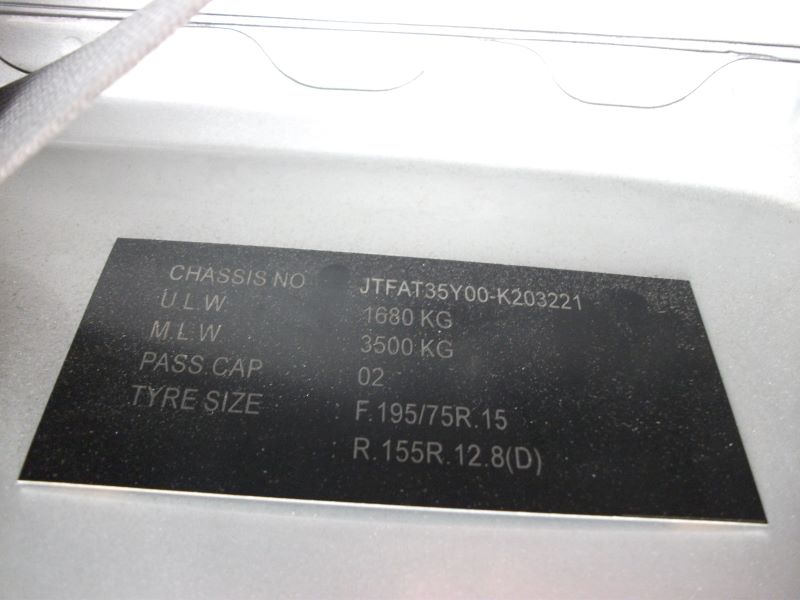 CHASSIS NO JTFAT35Y00-K203221
U.L.W 1680 KG
M.L.W 3500 KG
PASS.CAP 02
TYRE SIZE F.195/75R.15
R.155R.12.8(D)